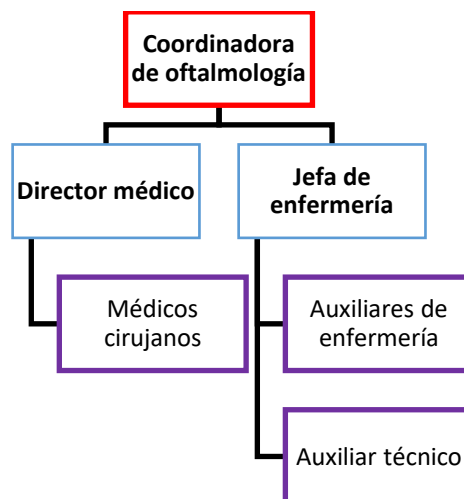 Coordinadora
de oftalmología
Director médico
Jefa de
enfermería
Médicos
cirujanos
Auxiliares de
enfermería
Auxiliar técnico